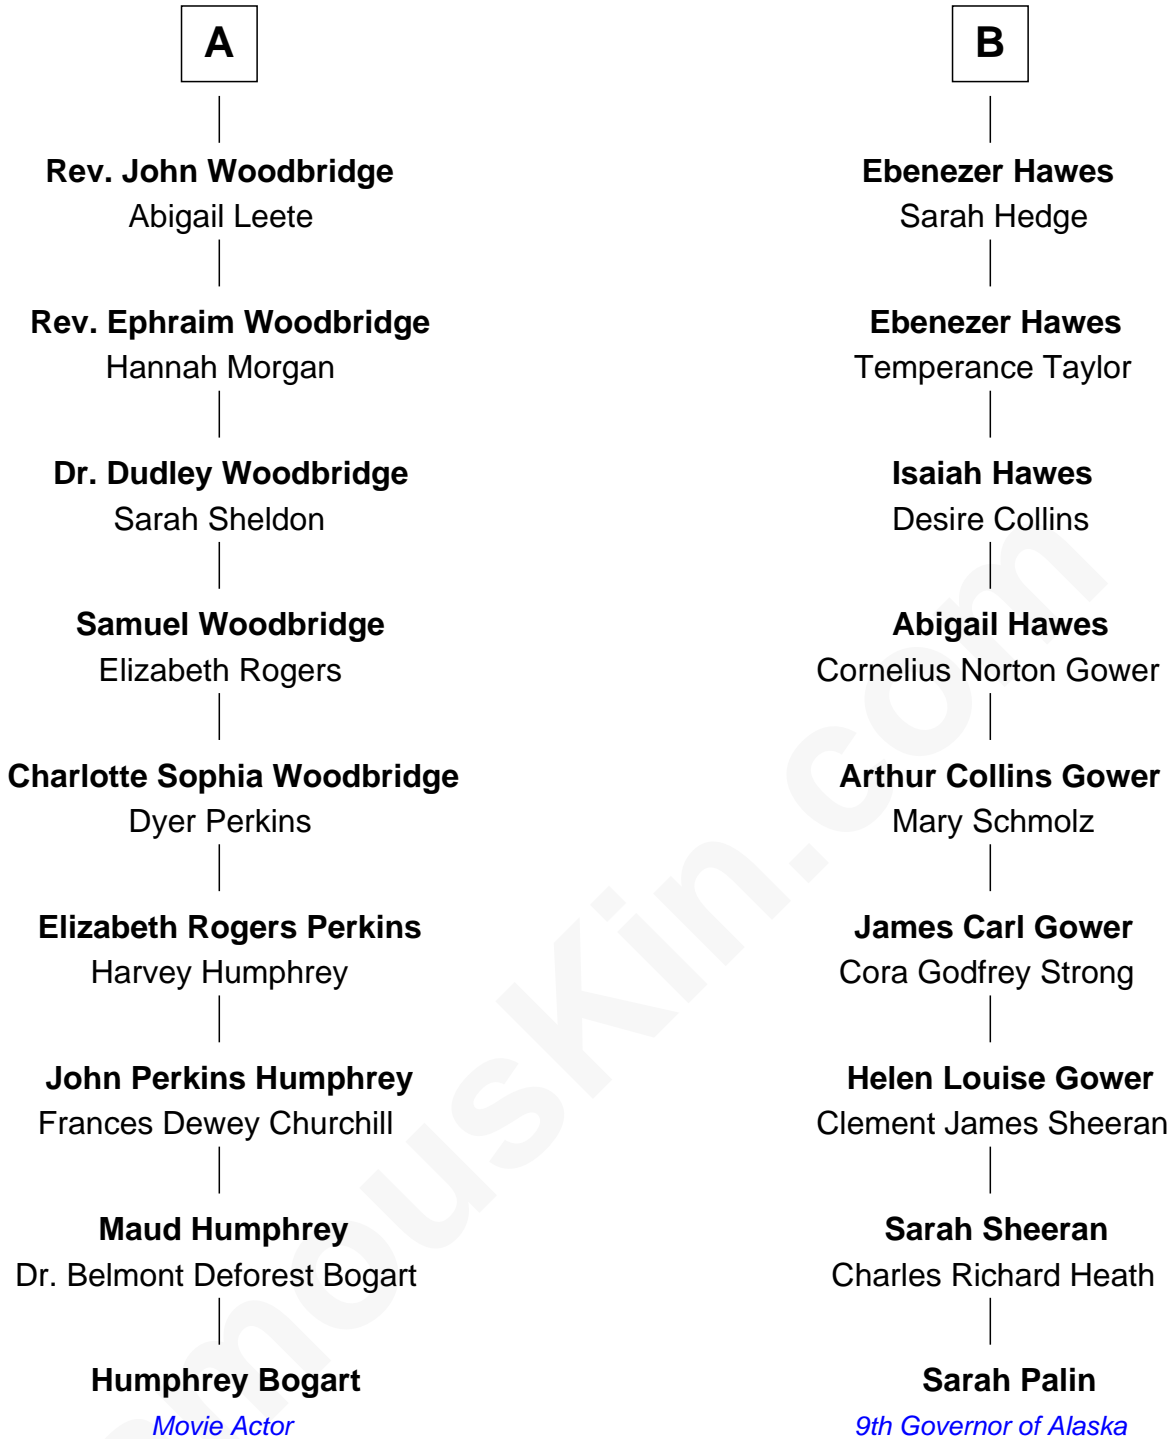 A
Rev. John Woodbridge
Abigail Leete
Rev. Ephraim Woodbridge
Hannah Morgan
Dr. Dudley Woodbridge
Sarah Sheldon
Samuel Woodbridge
Elizabeth Rogers
Charlotte Sophia Woodbridge
Dyer Perkins
Elizabeth Rogers Perkins
Harvey Humphrey
John Perkins Humphrey
Frances Dewey Churchill
Maud Humphrey
Dr. Belmont Deforest Bogart
Humphrey Bogart
Movie Actor
B
Ebenezer Hawes
Sarah Hedge
Ebenezer Hawes
Temperance Taylor
Isaiah Hawes
Desire Collins
Abigail Hawes
Cornelius Norton Gower
Arthur Collins Gower
Mary Schmolz
James Carl Gower
Cora Godfrey Strong
Helen Louise Gower
Clement James Sheeran
Sarah Sheeran
Charles Richard Heath
Sarah Palin
9th Governor of Alaska